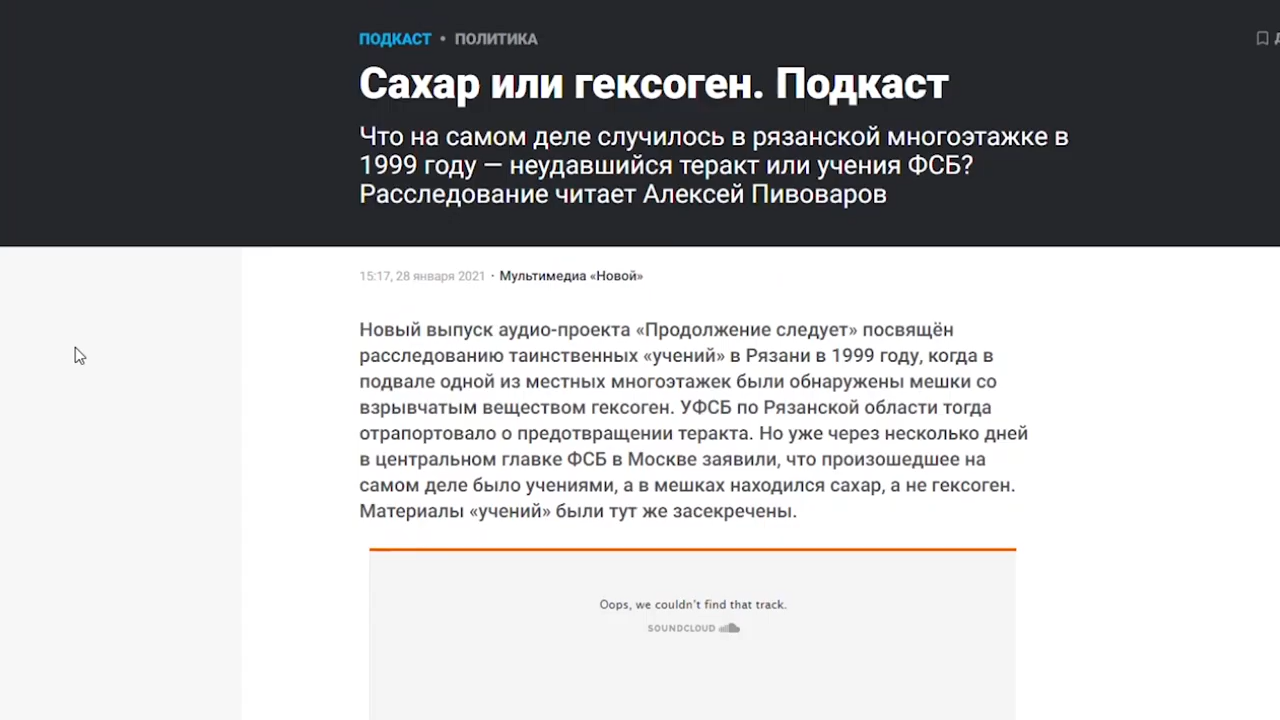 ПОДКАСТ • ПОЛИТИКА
Сахар или гексоген. Подкаст
Что на самом деле случилось в рязанской многоэтажке в
1999 году — неудавшийся теракт или учения ФСБ?
Расследование читает Алексей Пивоваров
15:17, 28 января 2021 · Мультимедиа «Новой»
Новый выпуск аудио-проекта «Продолжение следует» посвящён
расследованию таинственных «учений» в Рязани в 1999 году, когда в
подвале одной из местных многоэтажек были обнаружены мешки со
взрывчатым веществом гексоген. УФСБ по Рязанской области тогда
отрапортовало о предотвращении теракта. Но уже через несколько дней
в центральном главке ФСБ в Москве заявили, что произошедшее на
самом деле было учениями, а в мешках находился сахар, а не гексоген.
Материалы «учений» были тут же засекречены.
Oops, we couldn't find that track.
SOUNDCLOUD